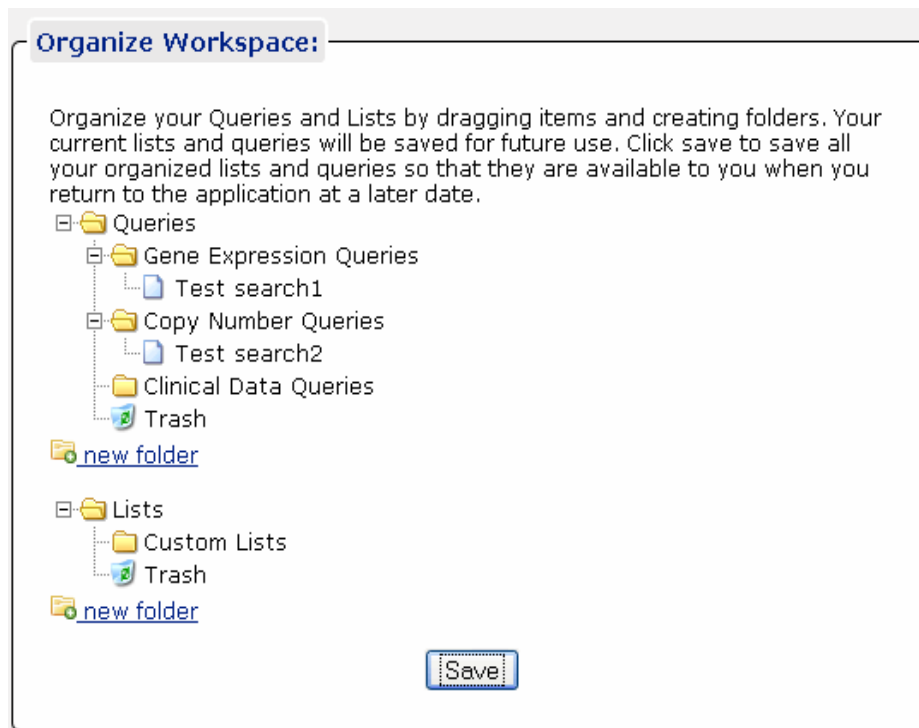 Organize Workspace:
Organize your Queries and Lists by dragging items and creating folders. Your
current lists and queries will be saved for future use. Click save to save all
your organized lists and queries so that they are available to you when you
return to the application at a later date.
Queries
Gene Expression Queries
Test search1
Copy Number Queries
Test search2
Clinical Data Queries
Trash
new folder
Lists
Custom Lists
Trash
new folder
Save